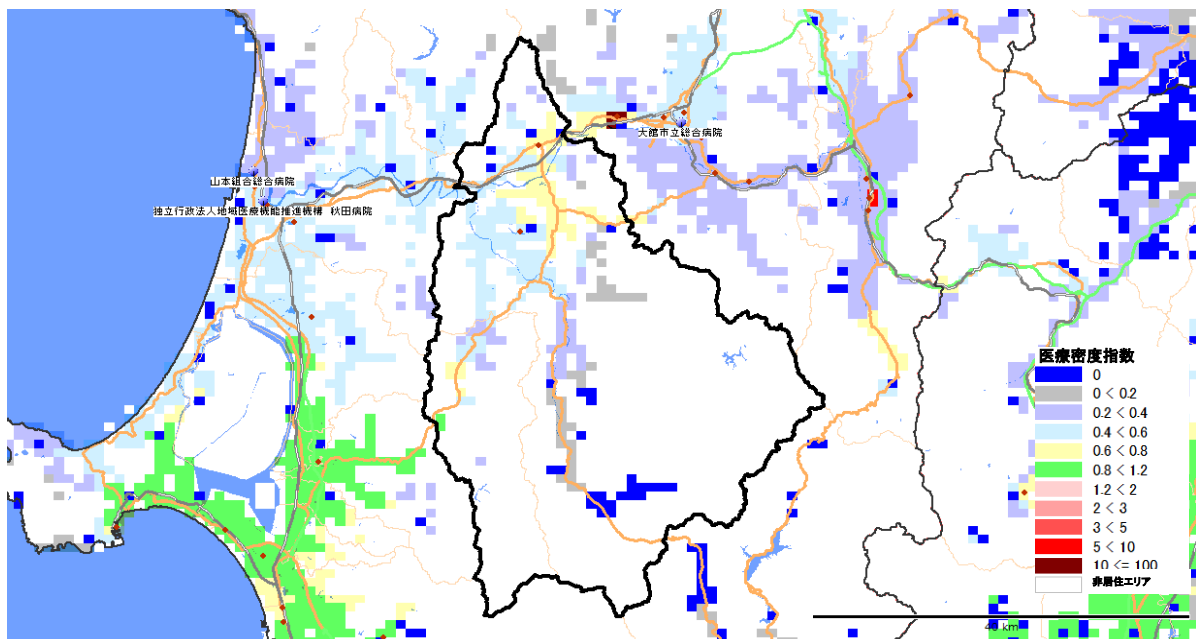 大館市立総合病院
山本組合総合病院
独立行政法人地域医療機能推進機構 秋田病院
医療密度指数
0
0 < 0.2
0.2 < 0.4
0.4 < 0.6
0.6 < 0.8
0.8 < 1.2
1.2 < 2
2 < 3
3 < 5
5 < 10
10 <= 100
非居住エリア
40 km